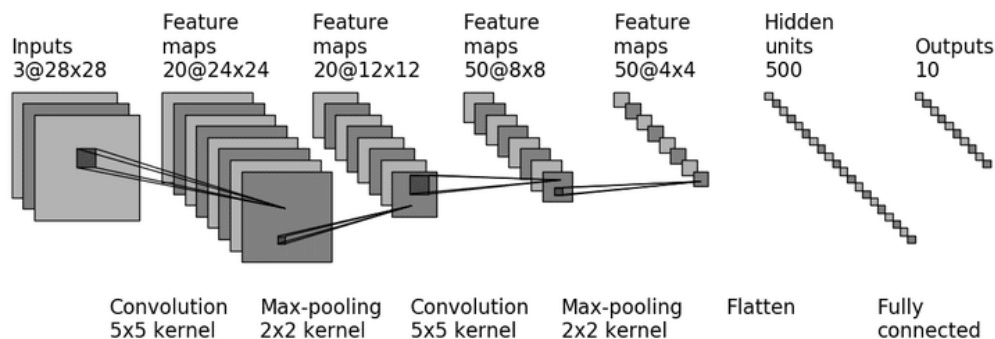 Inputs
3@28x28
Feature
maps
20@24x24
Feature
maps
20@12x12
Feature
maps
50@8x8
Feature
maps
50@4x4
Hidden
units
500
Outputs
10
Convolution
5x5 kernel
Max-pooling
2x2 kernel
Convolution
5x5 kernel
Max-pooling
2x2 kernel
Flatten
Fully
connected